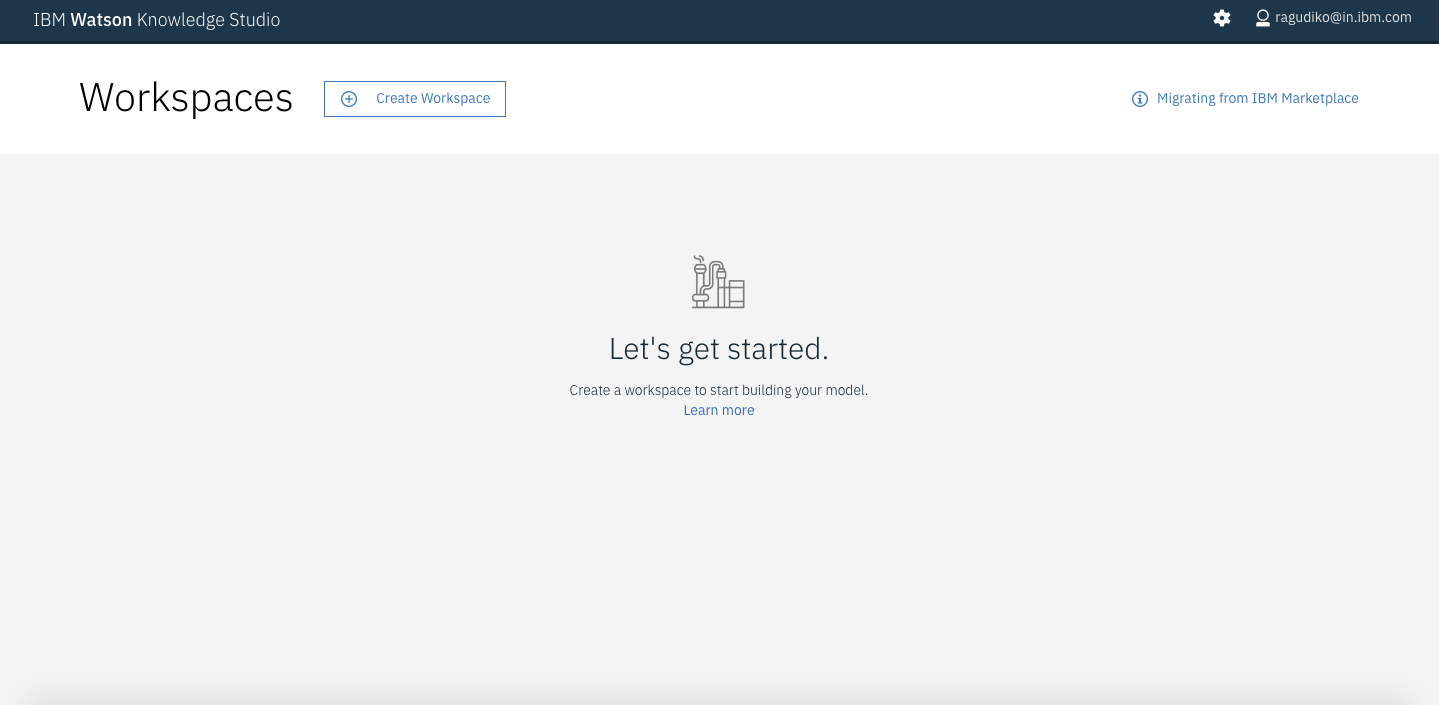 IBM Watson Knowledge Studio
ragudiko@in.ibm.com
Workspaces
Create Workspace
Migrating from IBM Marketplace
Let's get started.
Create a workspace to start building your model.
Learn more